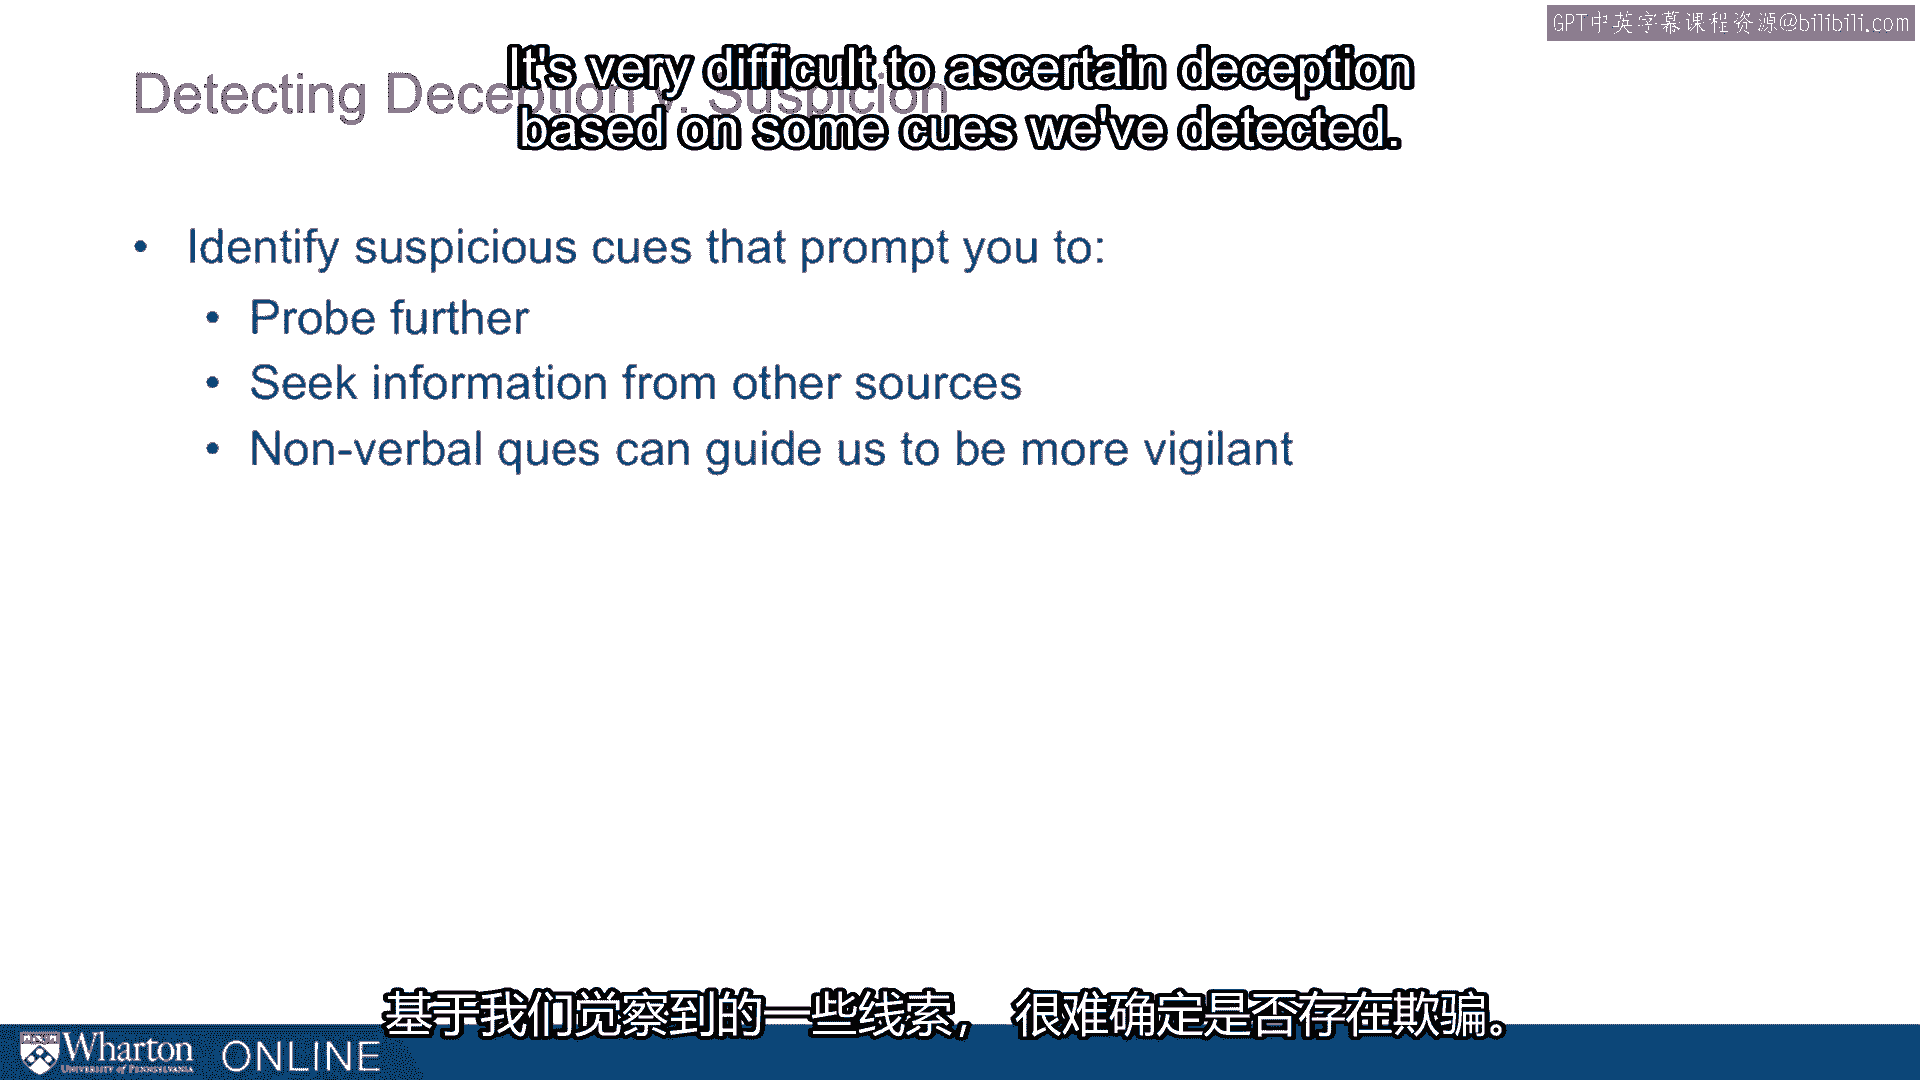 GPT中英字幕课程资源@bilibili.com
It's very difficult to ascertain deception
based on some cues we've detected.
Detecting Deception v. Suspicion
• Identify suspicious cues that prompt you to:
• Probe further
• Seek information from other sources
• Non-verbal ques can guide us to be more vigilant
基于我们觉察到的一些线索， 很难确定是否存在欺骗。
Wharton
UNIVERSITY of PENNSYLVANIA
ONLINE